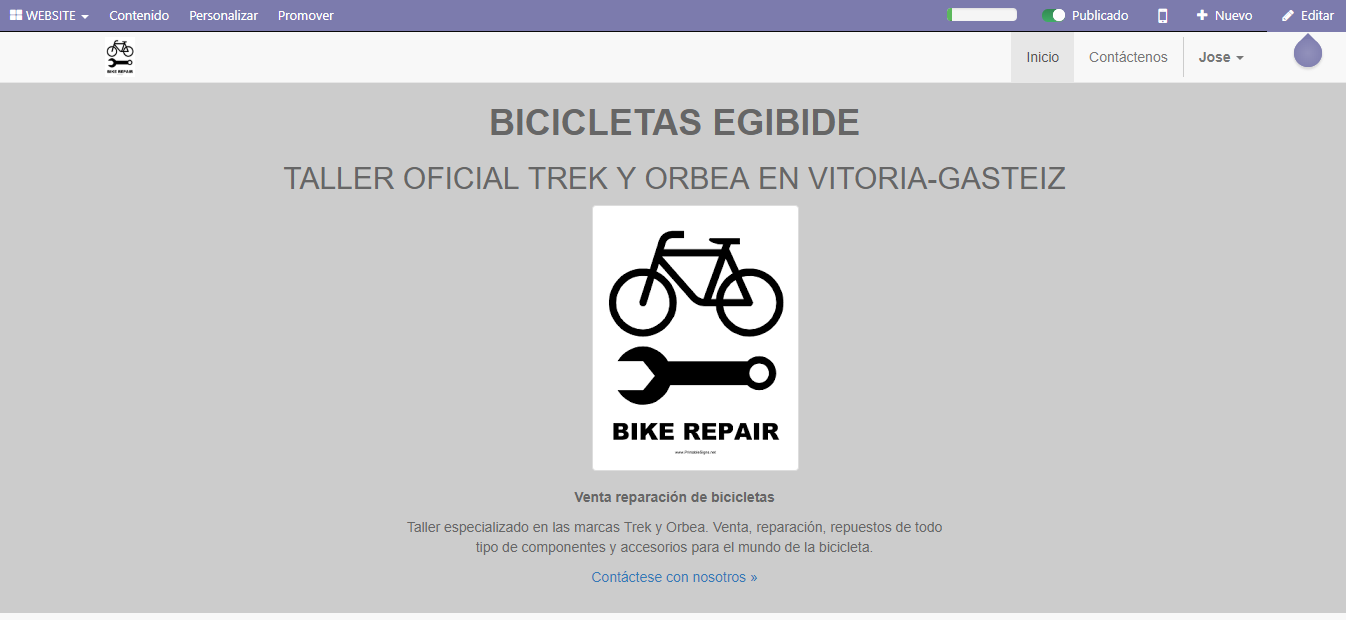 WEBSITE Contenido Personalizar Promover Publicado Nuevo Editar
BIKE REPAIR
Inicio Contáctenos Jose
BICICLETAS EGIBIDE
TALLER OFICIAL TREK Y ORBEA EN VITORIA-GASTEIZ
BIKE REPAIR
www.PrintableSigns.net
Venta reparación de bicicletas
Taller especializado en las marcas Trek y Orbea. Venta, reparación, repuestos de todo
tipo de componentes y accesorios para el mundo de la bicicleta.
Contáctese con nosotros »